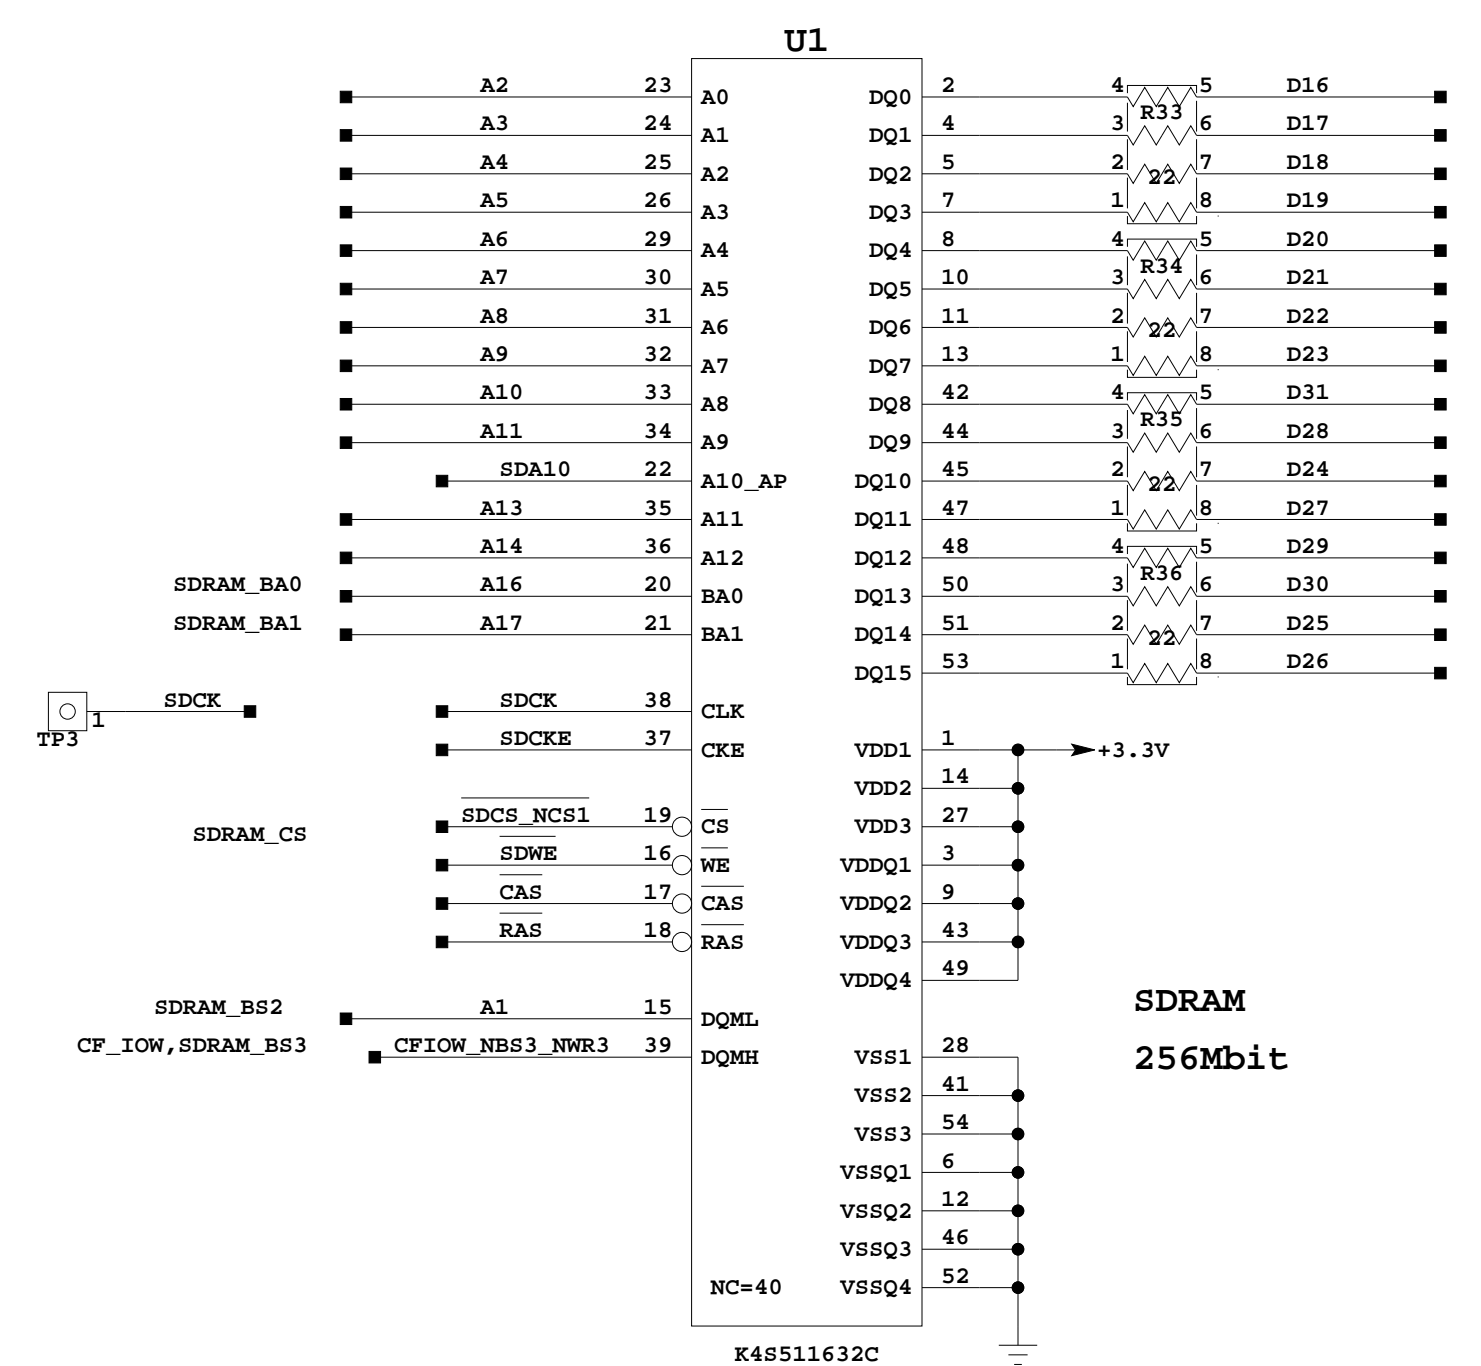 U1
A2 23 A0 DQ0 2 4 5 D16
R33
A3 24 A1 DQ1 4 3 6 D17
A4 25 A2 DQ2 5 2 22 7 D18
A5 26 A3 DQ3 7 1 8 D19
A6 29 A4 DQ4 8 4 5 D20
R34
A7 30 A5 DQ5 10 3 6 D21
A8 31 A6 DQ6 11 2 22 7 D22
A9 32 A7 DQ7 13 1 8 D23
A10 33 A8 DQ8 42 4 5 D31
R35
A11 34 A9 DQ9 44 3 6 D28
SDA10 22 A10_AP DQ10 45 2 22 7 D24
A13 35 A11 DQ11 47 1 8 D27
A14 36 A12 DQ12 48 4 5 D29
R36
SDRAM_BA0 A16 20 BA0 DQ13 50 3 6 D30
SDRAM_BA1 A17 21 BA1 DQ14 51 2 22 7 D25
DQ15 53 1 8 D26
1 SDCK SDCK 38 CLK
TP3
SDCKE 37 CKE VDD1 1 +3.3V
VDD2 14
SDRAM_CS SDCS_NCS1 19 CS VDD3 27
SDWE 16 WE VDDQ1 3
CAS 17 CAS VDDQ2 9
RAS 18 RAS VDDQ3 43
VDDQ4 49
SDRAM
SDRAM_BS2 A1 15 DQML
CF_IOW,SDRAM_BS3 CFIOW_NBS3_NWR3 39 DQMH VSS1 28
256Mbit
VSS2 41
VSS3 54
VSSQ1 6
VSSQ2 12
VSSQ3 46
NC=40 VSSQ4 52
K4S511632C